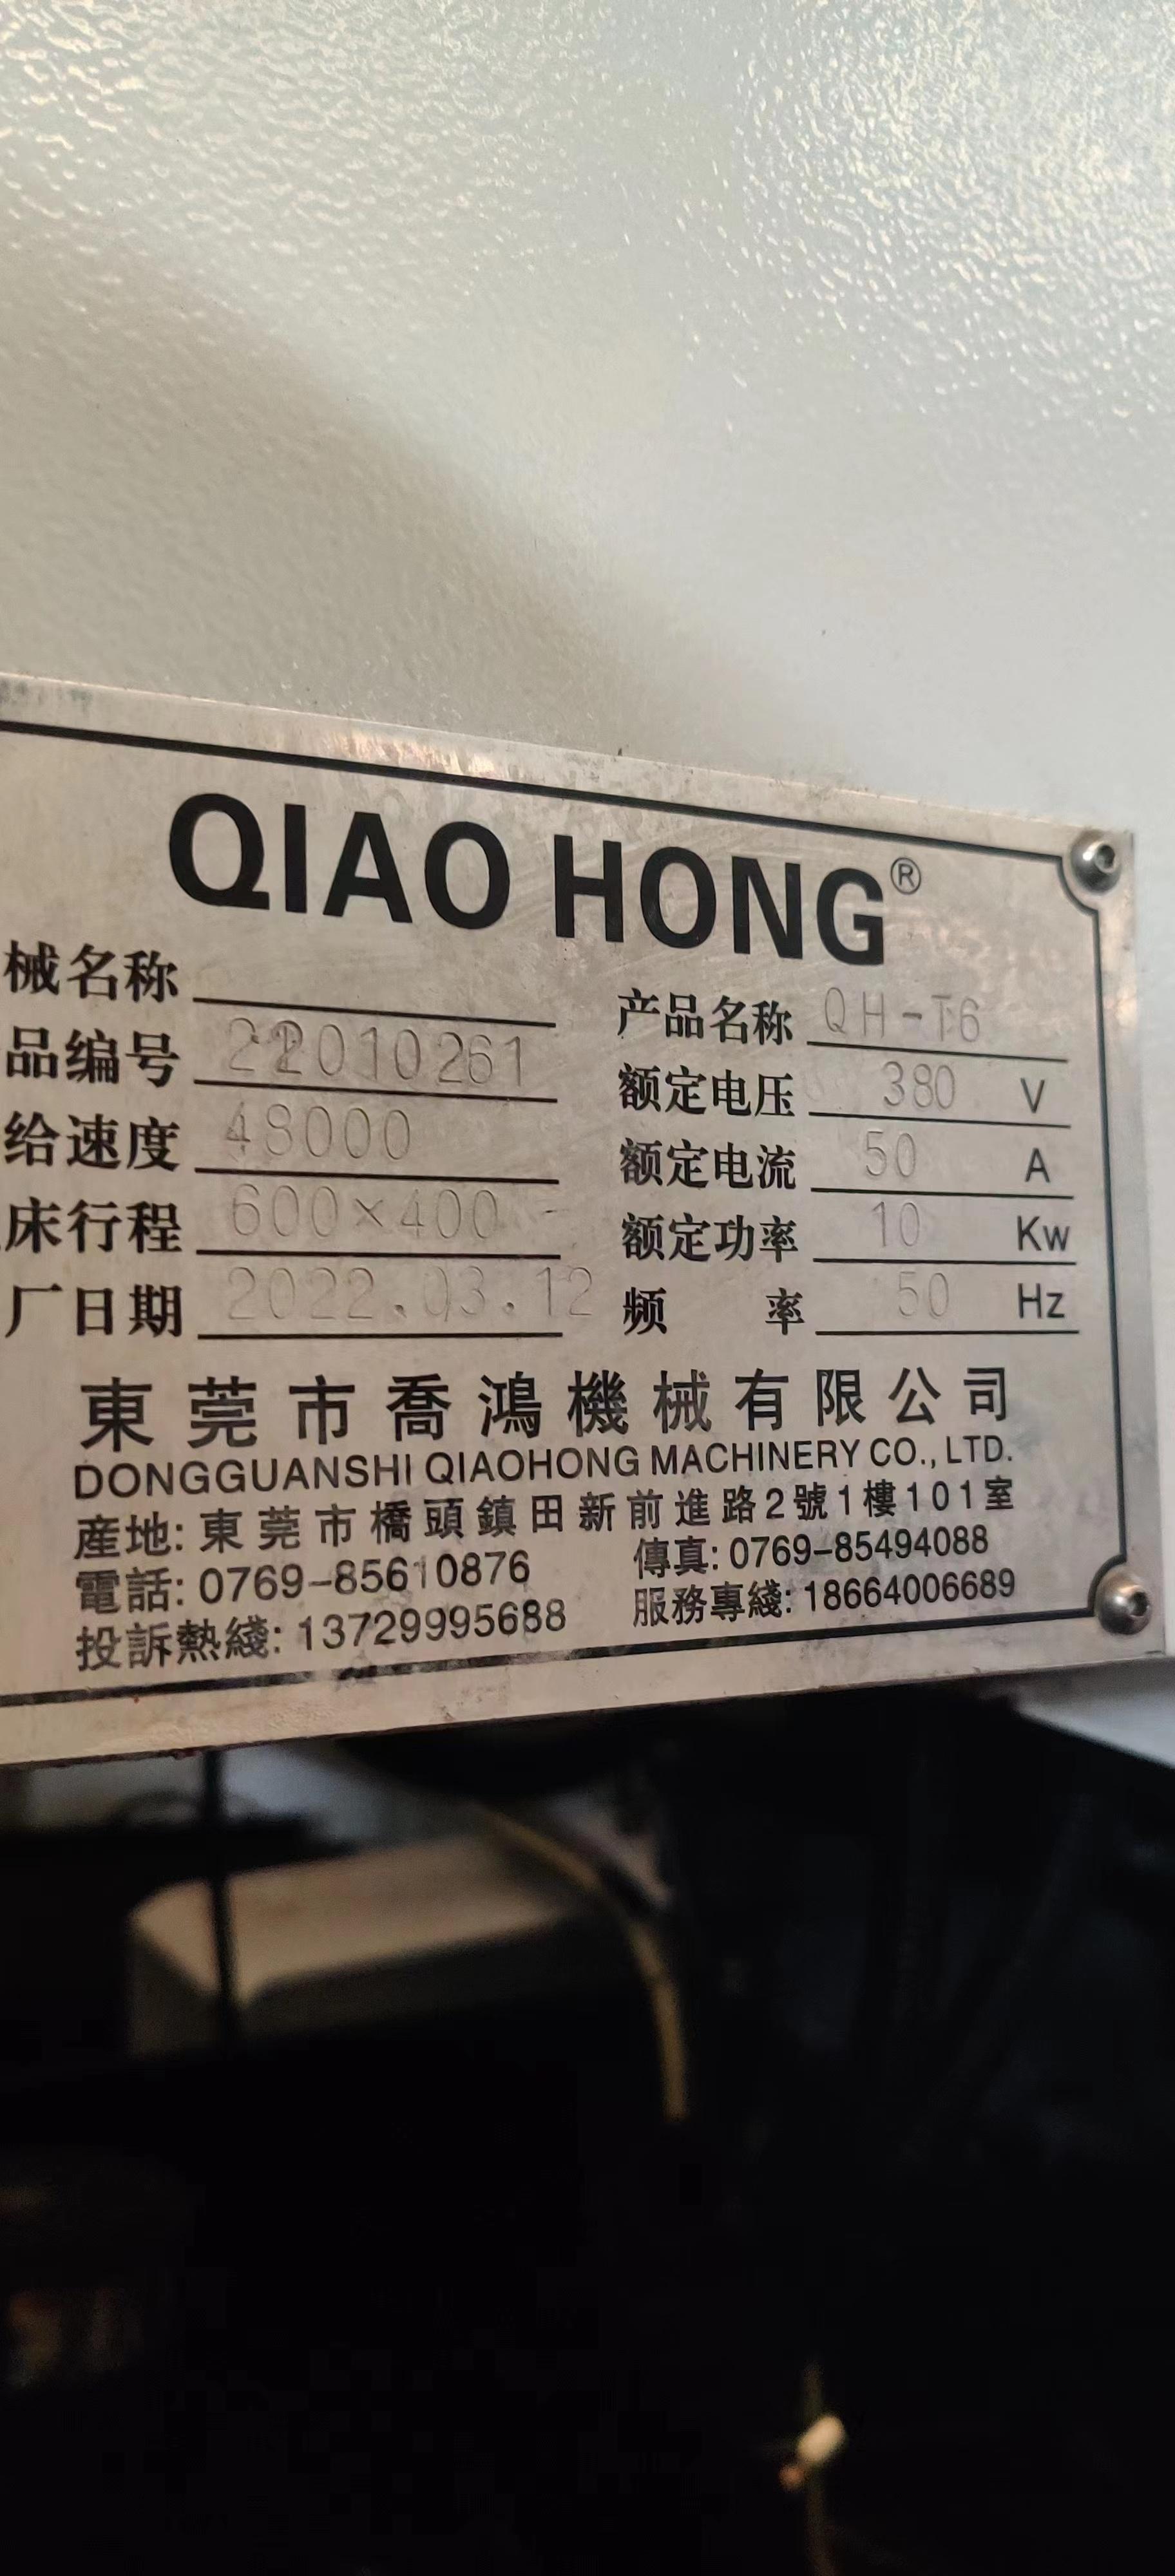 QIAO HONG®
械名称 产品名称 QH-T6
品编号 22010261 额定电压 380 V
给速度 48000 额定电流 50 A
床行程 600×400 额定功率 10 Kw
厂日期 2022.03.12 频 率 50 Hz
東莞市喬鴻機械有限公司
DONGGUANSHI QIAOHONG MACHINERY CO., LTD.
産地: 東莞市橋頭鎮田新前進路2號1樓101室
電話: 0769-85610876 傳真: 0769-85494088
投訴熱綫: 13729995688 服務專綫: 18664006689